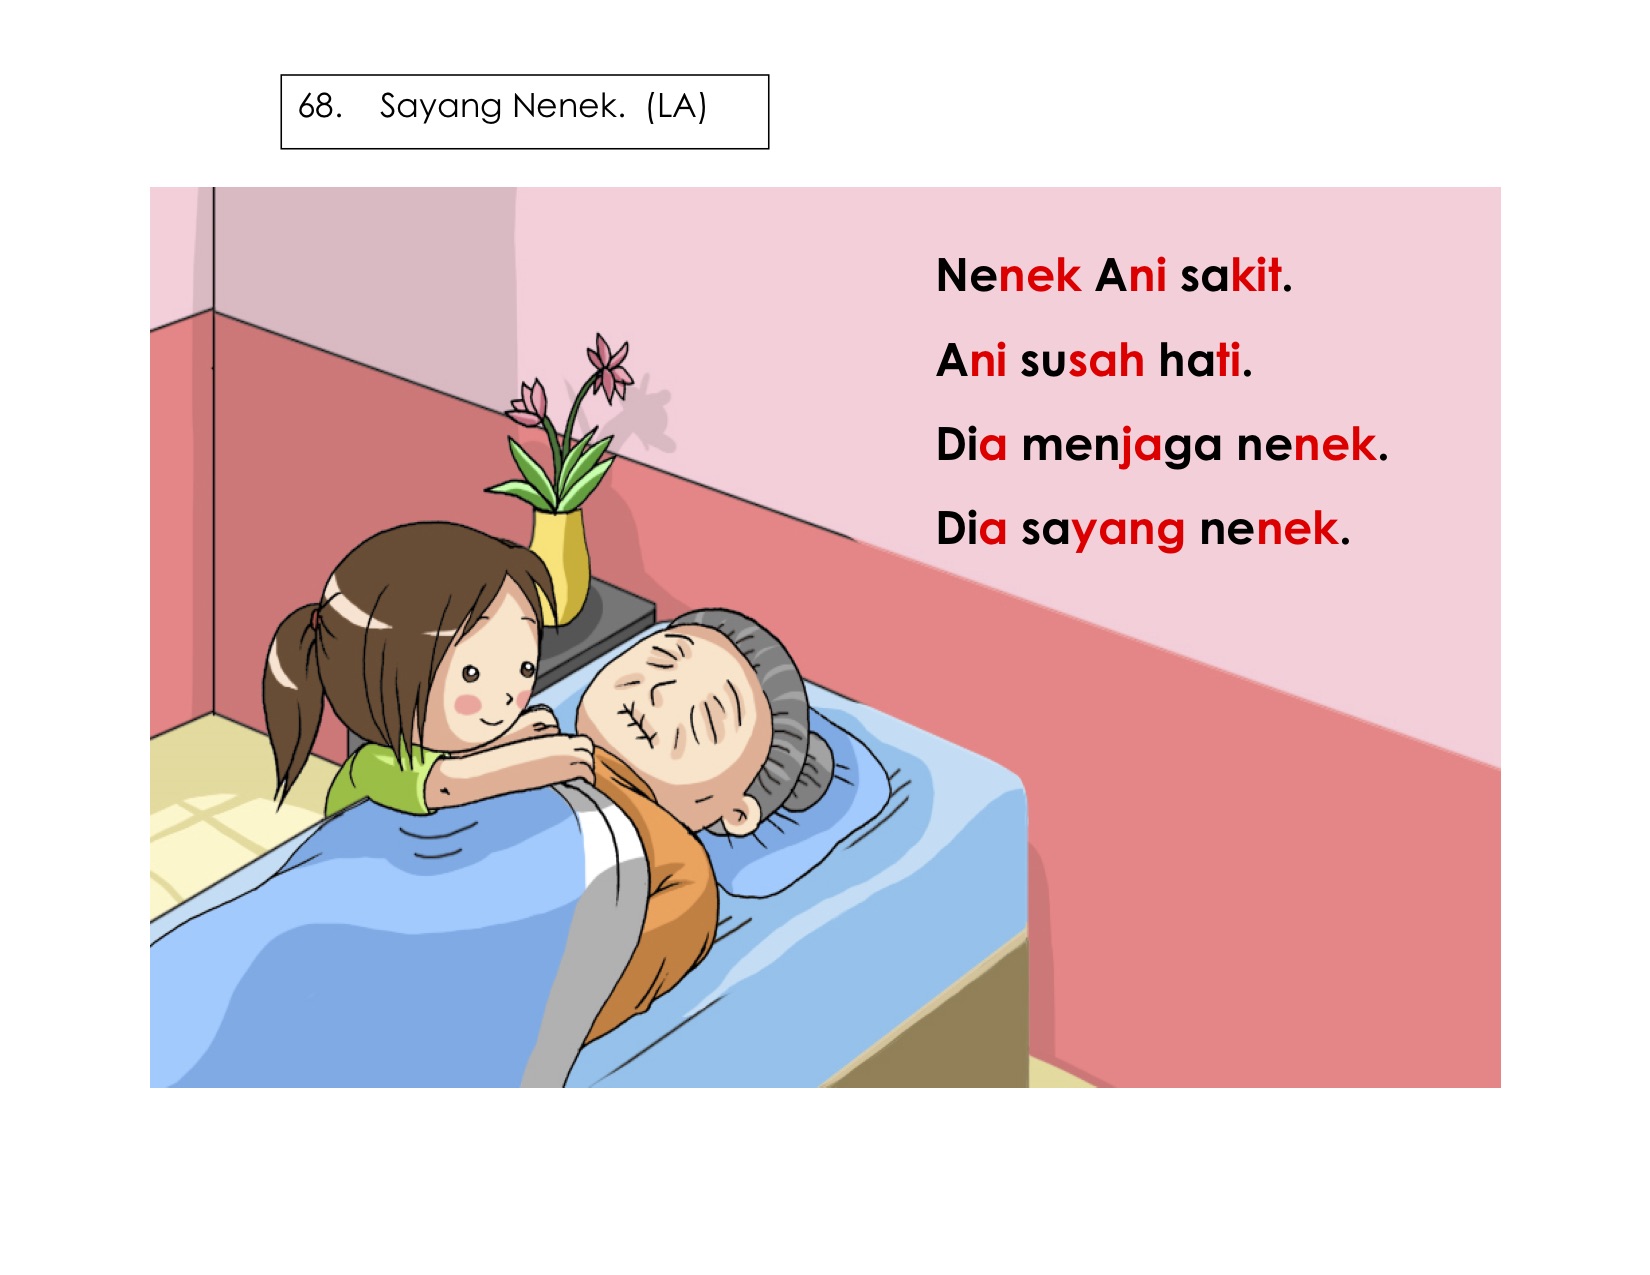 68. Sayang Nenek. (LA)
Nenek Ani sakit.
Ani susah hati.
Dia menjaga nenek.
Dia sayang nenek.